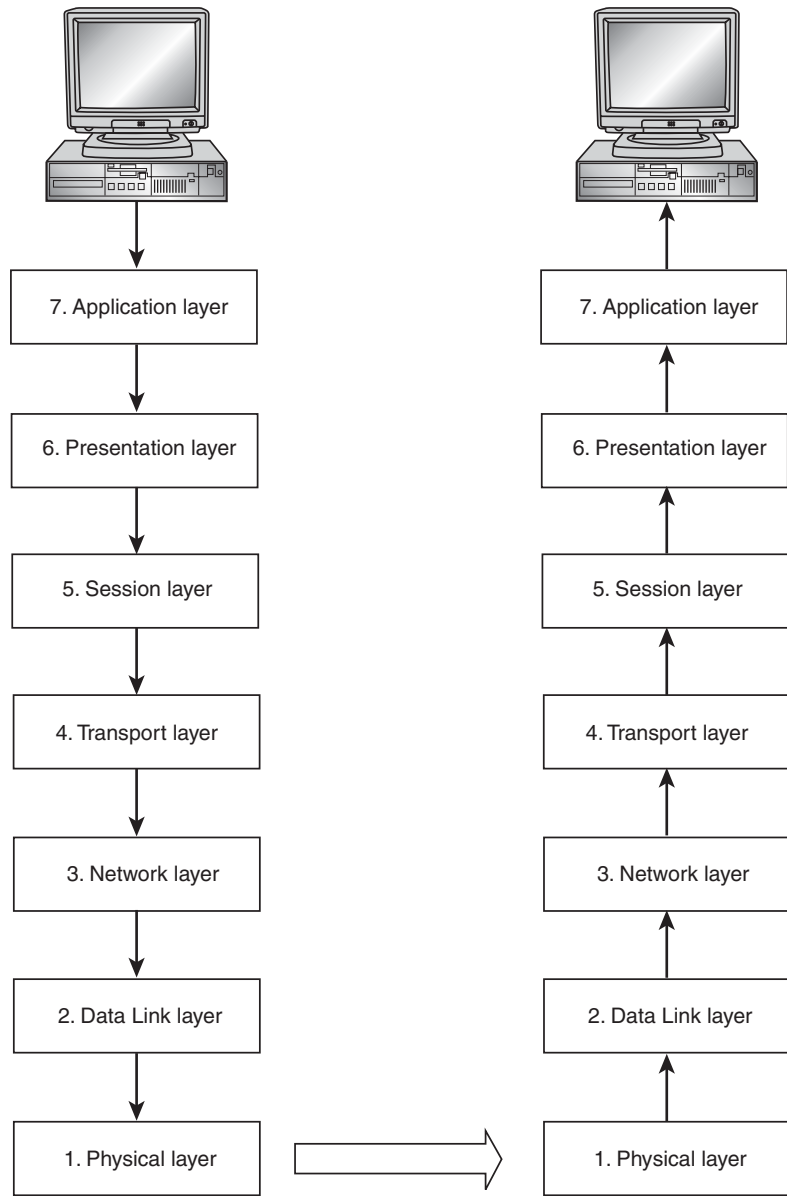 7. Application layer
6. Presentation layer
5. Session layer
4. Transport layer
3. Network layer
2. Data Link layer
1. Physical layer
7. Application layer
6. Presentation layer
5. Session layer
4. Transport layer
3. Network layer
2. Data Link layer
1. Physical layer